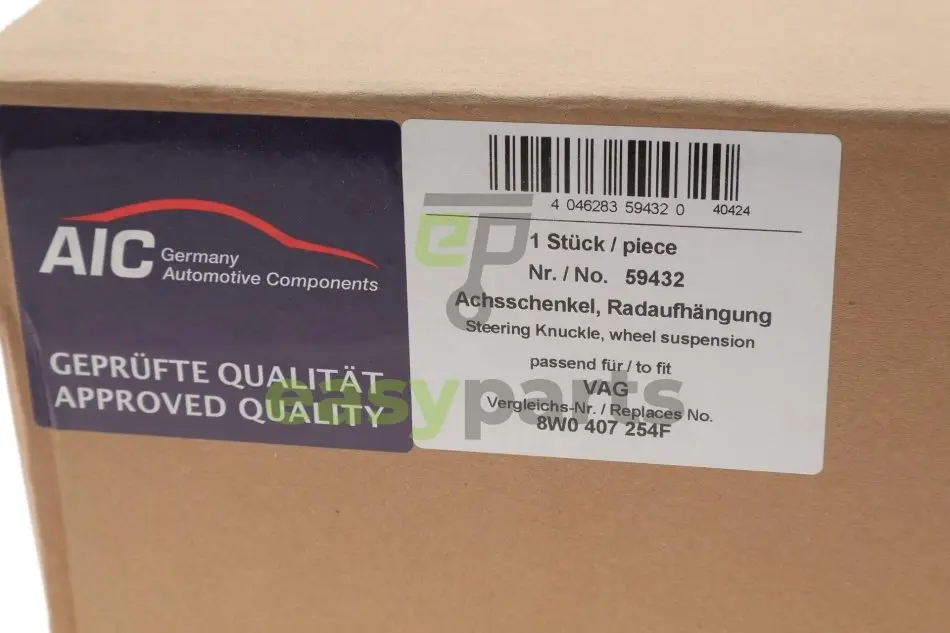 AIC Germany
Automotive Components
GEPRÜFTE QUALITÄT
APPROVED QUALITY
4 046283 59432 0 40424
1 Stück / piece
Nr. / No. 59432
Achsschenkel, Radaufhängung
Steering Knuckle, wheel suspension
passend für / to fit
VAG
Vergleichs-Nr. / Replaces No.
8W0 407 254F
ep
easyparts